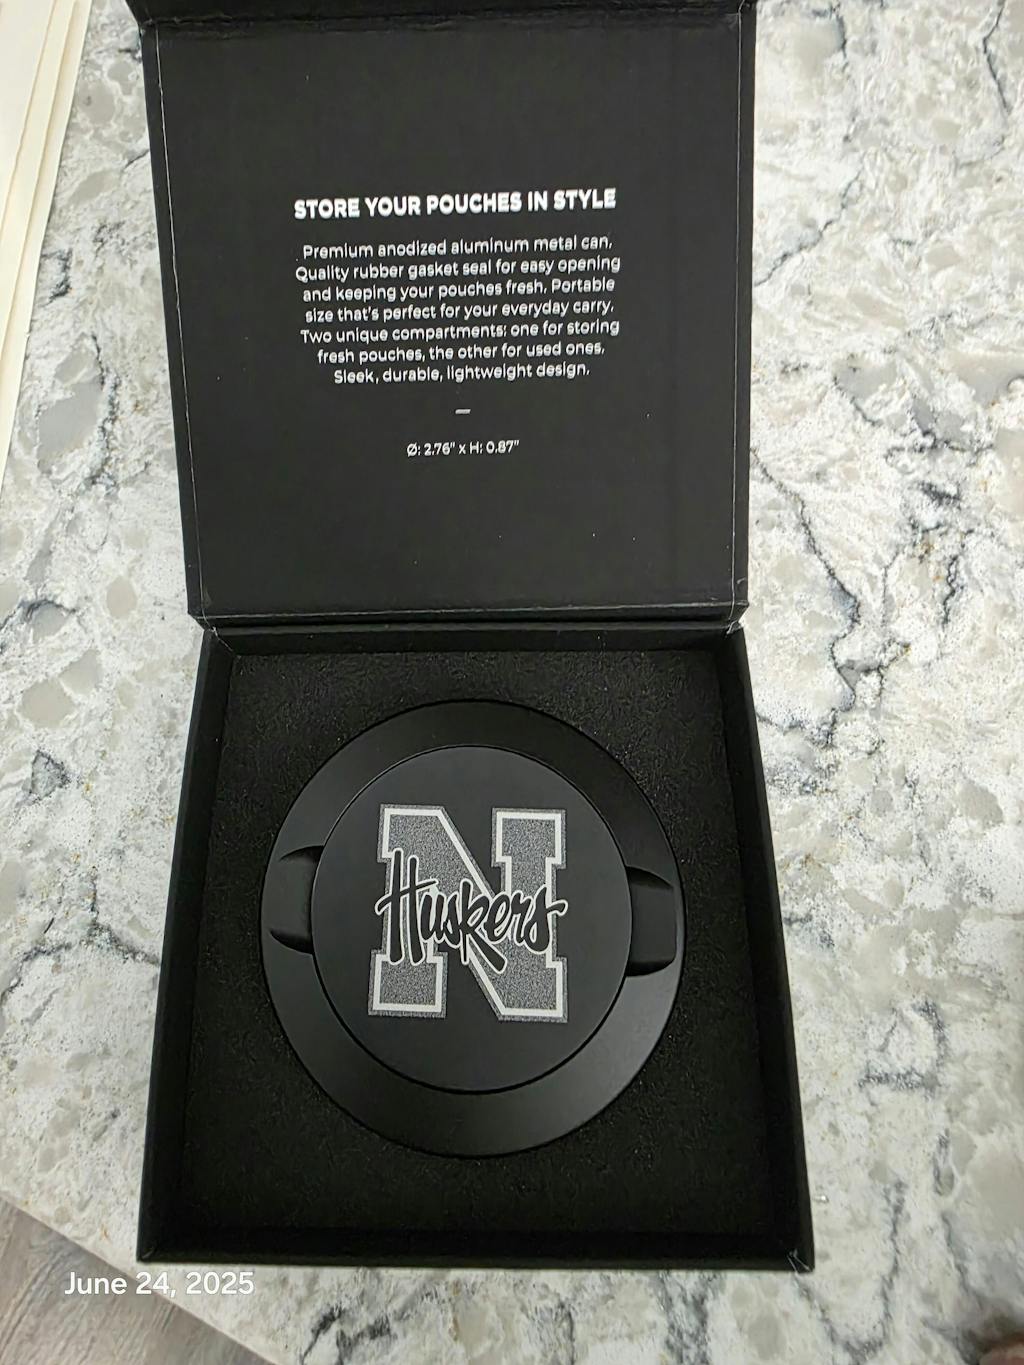 STORE YOUR POUCHES IN STYLE
Premium anodized aluminum metal can.
Quality rubber gasket seal for easy opening
and keeping your pouches fresh. Portable
size that's perfect for your everyday carry.
Two unique compartments: one for storing
fresh pouches, the other for used ones.
Sleek, durable, lightweight design.
—
Ø: 2.76" x H: 0.87"
N
Huskers
June 24, 2025